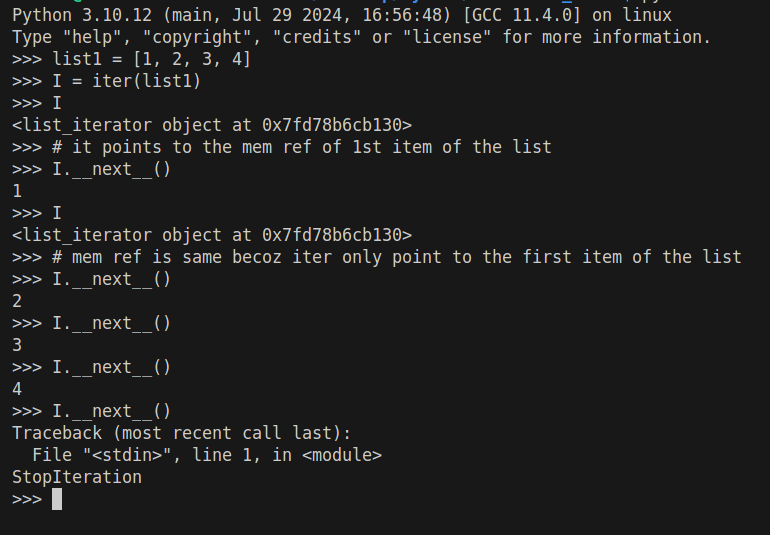 Python 3.10.12 (main, Jul 29 2024, 16:56:48) [GCC 11.4.0] on linux
Type "help", "copyright", "credits" or "license" for more information.
>>> list1 = [1, 2, 3, 4]
>>> I = iter(list1)
>>> I
<list_iterator object at 0x7fd78b6cb130>
>>> # it points to the mem ref of 1st item of the list
>>> I.__next__()
1
>>> I
<list_iterator object at 0x7fd78b6cb130>
>>> # mem ref is same becoz iter only point to the first item of the list
>>> I.__next__()
2
>>> I.__next__()
3
>>> I.__next__()
4
>>> I.__next__()
Traceback (most recent call last):
  File "<stdin>", line 1, in <module>
StopIteration
>>>